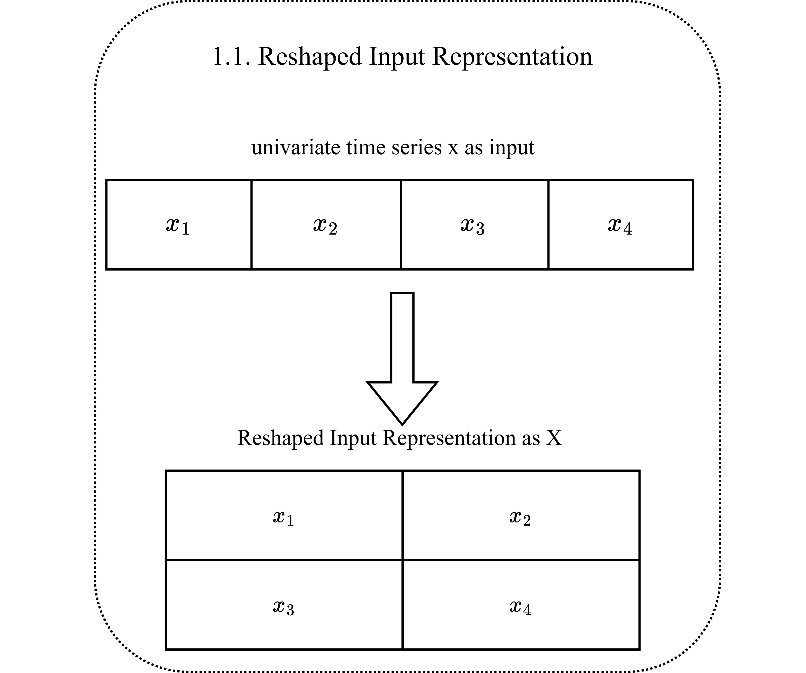 1.1. Reshaped Input Representation
univariate time series x as input
x₁ x₂ x₃ x₄
Reshaped Input Representation as X
x₁ x₂
x₃ x₄